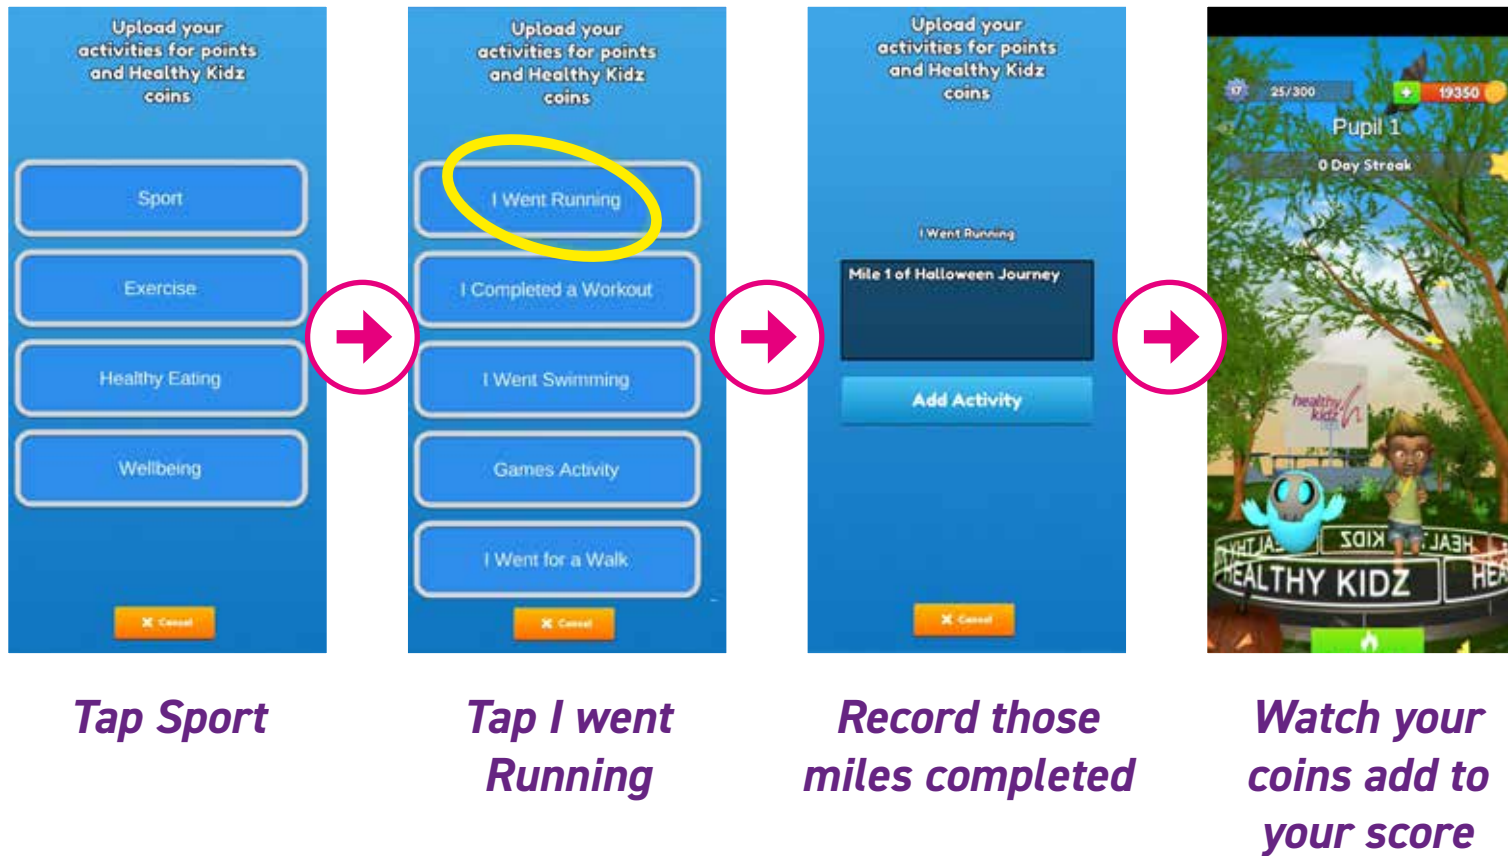 Upload your
activities for points
and Healthy Kidz
coins
Sport
Exercise
Healthy Eating
Wellbeing
X Cancel
Tap Sport
Upload your
activities for points
and Healthy Kidz
coins
I Went Running
I Completed a Workout
I Went Swimming
Games Activity
I Went for a Walk
X Cancel
Tap I went
Running
Upload your
activities for points
and Healthy Kidz
coins
I Went Running
Mile 1 of Halloween Journey
Add Activity
X Cancel
Record those
miles completed
17 25/300 + 19350
Pupil 1
0 Day Streak
healthy
kidz
HEALTHY KIDZ
Watch your
coins add to
your score